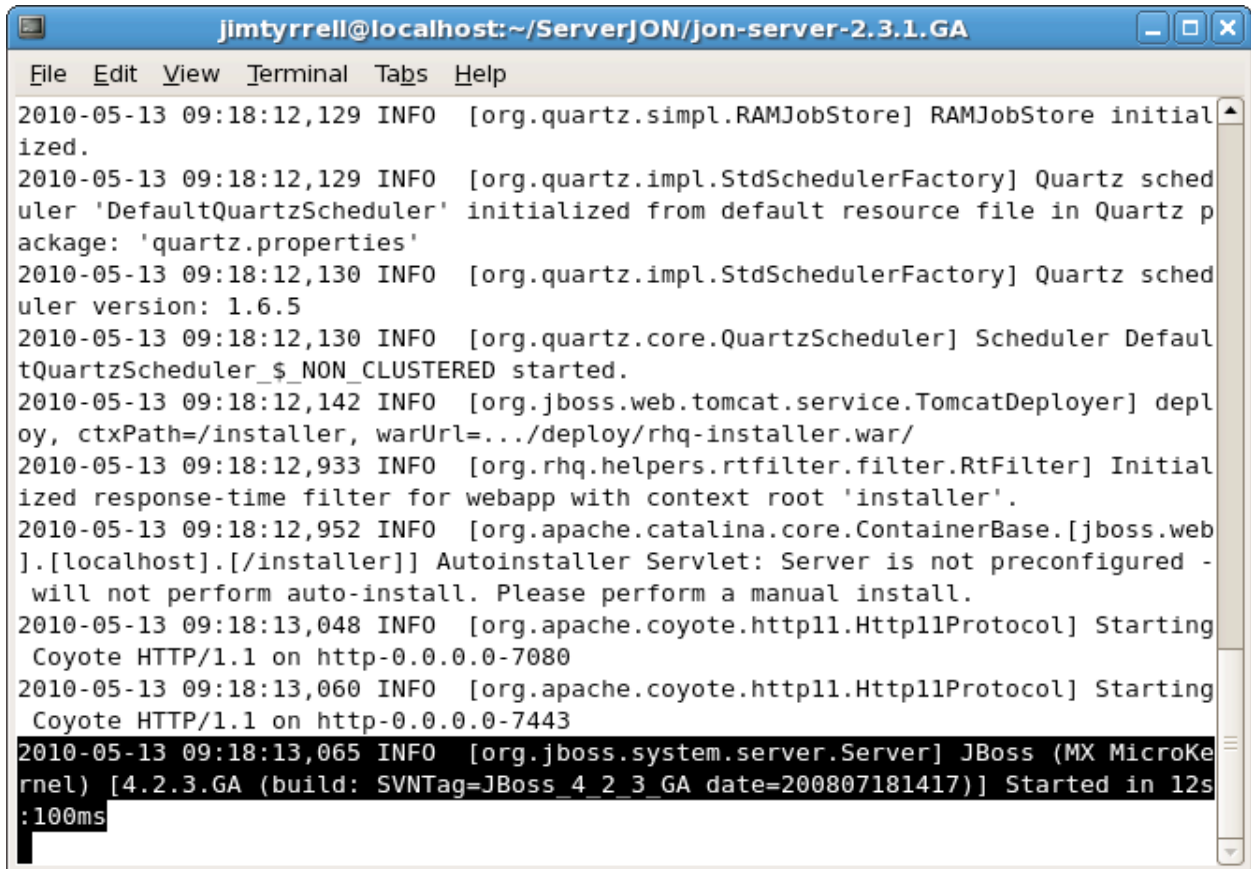 jimtyrrell@localhost:~/ServerJON/jon-server-2.3.1.GA
File Edit View Terminal Tabs Help
2010-05-13 09:18:12,129 INFO  [org.quartz.simpl.RAMJobStore] RAMJobStore initial
ized.
2010-05-13 09:18:12,129 INFO  [org.quartz.impl.StdSchedulerFactory] Quartz sched
uler 'DefaultQuartzScheduler' initialized from default resource file in Quartz p
ackage: 'quartz.properties'
2010-05-13 09:18:12,130 INFO  [org.quartz.impl.StdSchedulerFactory] Quartz sched
uler version: 1.6.5
2010-05-13 09:18:12,130 INFO  [org.quartz.core.QuartzScheduler] Scheduler Defaul
tQuartzScheduler_$_NON_CLUSTERED started.
2010-05-13 09:18:12,142 INFO  [org.jboss.web.tomcat.service.TomcatDeployer] depl
oy, ctxPath=/installer, warUrl=.../deploy/rhq-installer.war/
2010-05-13 09:18:12,933 INFO  [org.rhq.helpers.rtfilter.filter.RtFilter] Initial
ized response-time filter for webapp with context root 'installer'.
2010-05-13 09:18:12,952 INFO  [org.apache.catalina.core.ContainerBase.[jboss.web
].[localhost].[/installer]] Autoinstaller Servlet: Server is not preconfigured -
 will not perform auto-install. Please perform a manual install.
2010-05-13 09:18:13,048 INFO  [org.apache.coyote.http11.Http11Protocol] Starting
 Coyote HTTP/1.1 on http-0.0.0.0-7080
2010-05-13 09:18:13,060 INFO  [org.apache.coyote.http11.Http11Protocol] Starting
 Coyote HTTP/1.1 on http-0.0.0.0-7443
2010-05-13 09:18:13,065 INFO  [org.jboss.system.server.Server] JBoss (MX MicroKe
rnel) [4.2.3.GA (build: SVNTag=JBoss_4_2_3_GA date=200807181417)] Started in 12s
:100ms